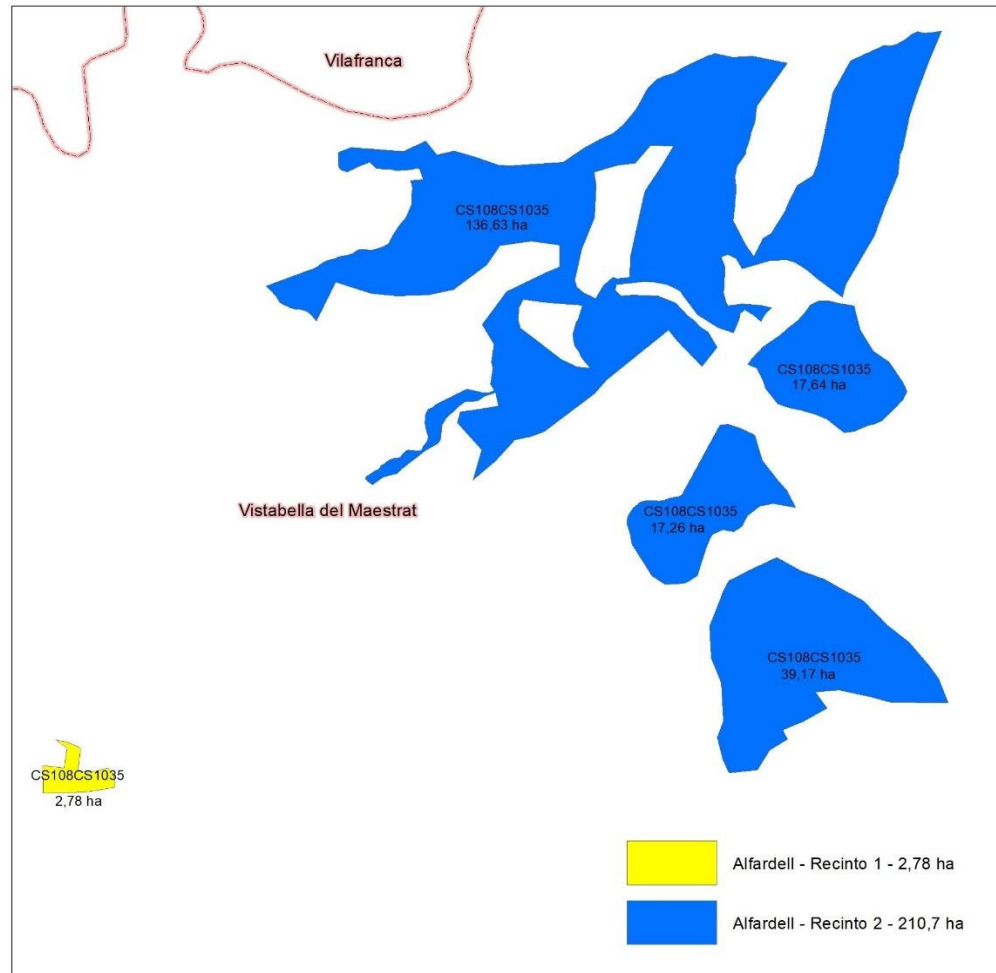 Vilafranca
CS108CS1035
136,63 ha
CS108CS1035
17,64 ha
Vistabella del Maestrat
CS108CS1035
17,26 ha
CS108CS1035
39,17 ha
CS108CS1035
2,78 ha
Alfardell - Recinto 1 - 2,78 ha
Alfardell - Recinto 2 - 210,7 ha